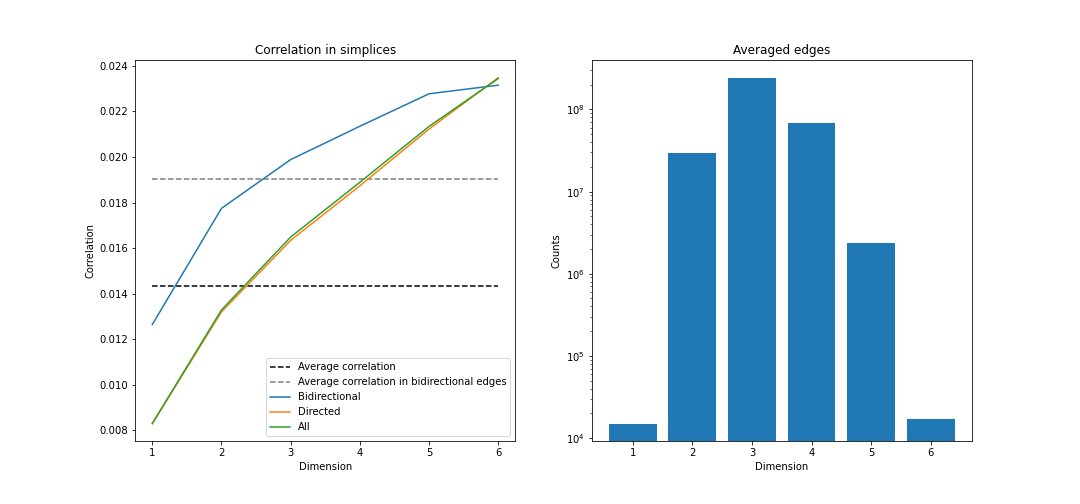 Correlation in simplices
Correlation
0.024
0.022
0.020
0.018
0.016
0.014
0.012
0.010
0.008
Average correlation
Average correlation in bidirectional edges
Bidirectional
Directed
All
1 2 3 4 5 6
Dimension
Averaged edges
Counts
10⁸
10⁷
10⁶
10⁵
10⁴
1 2 3 4 5 6
Dimension